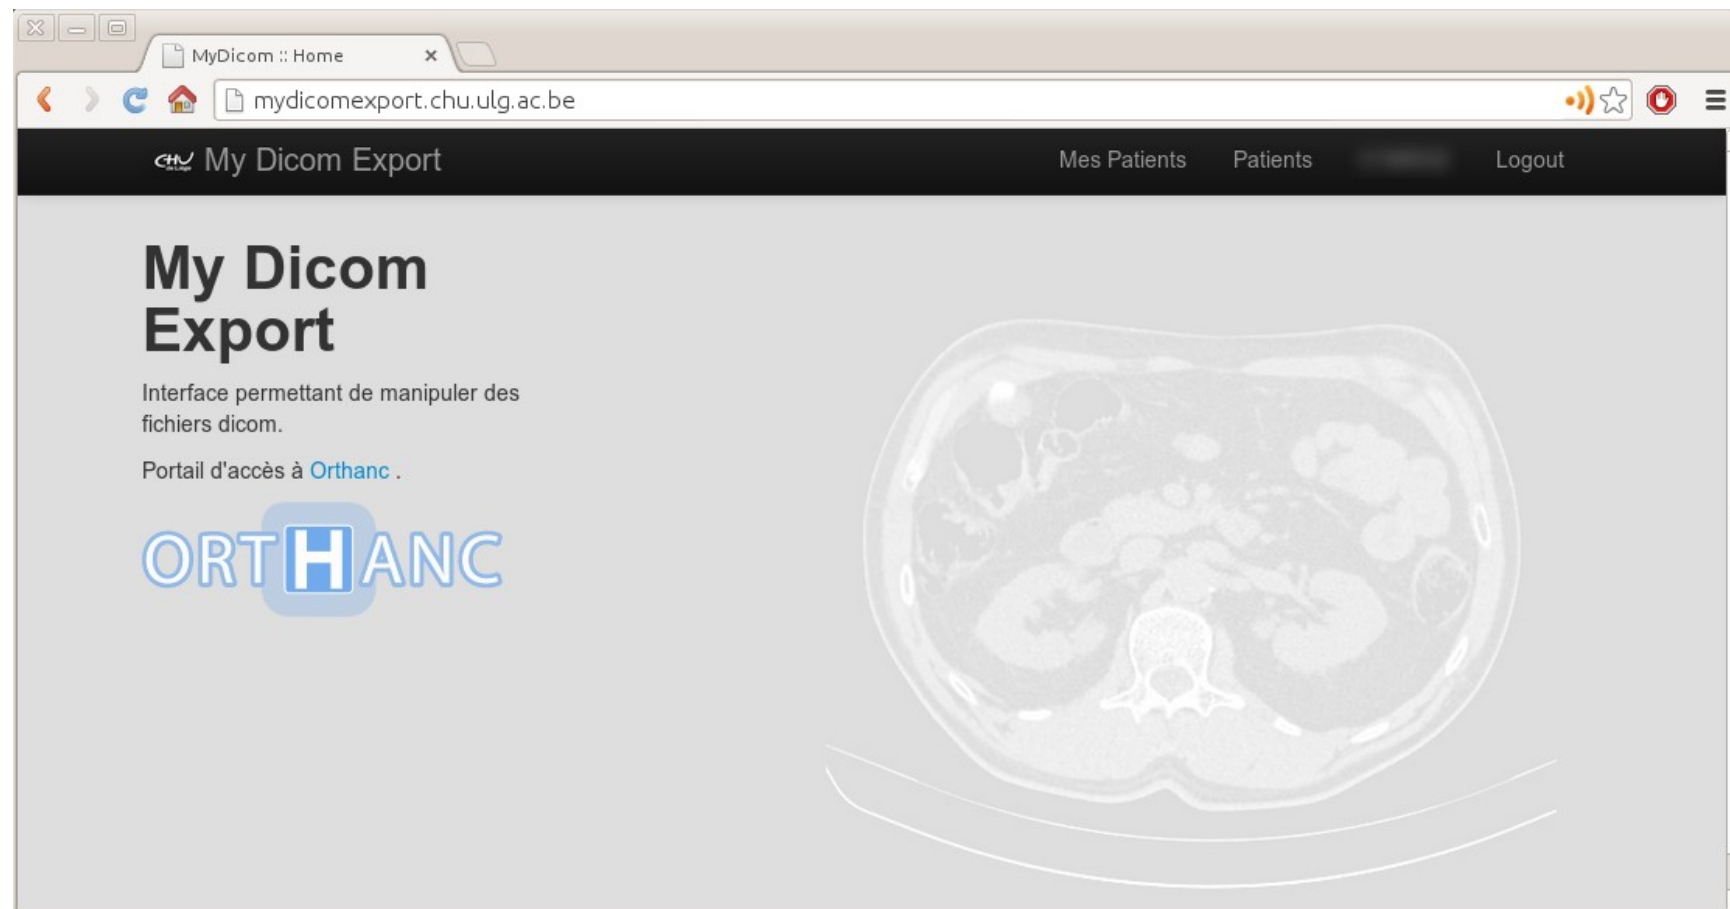 MyDicom :: Home
mydicomexport.chu.ulg.ac.be
CHU My Dicom Export Mes Patients Patients Logout
My Dicom
Export
Interface permettant de manipuler des
fichiers dicom.
Portail d'accès à Orthanc .
ORTHANC